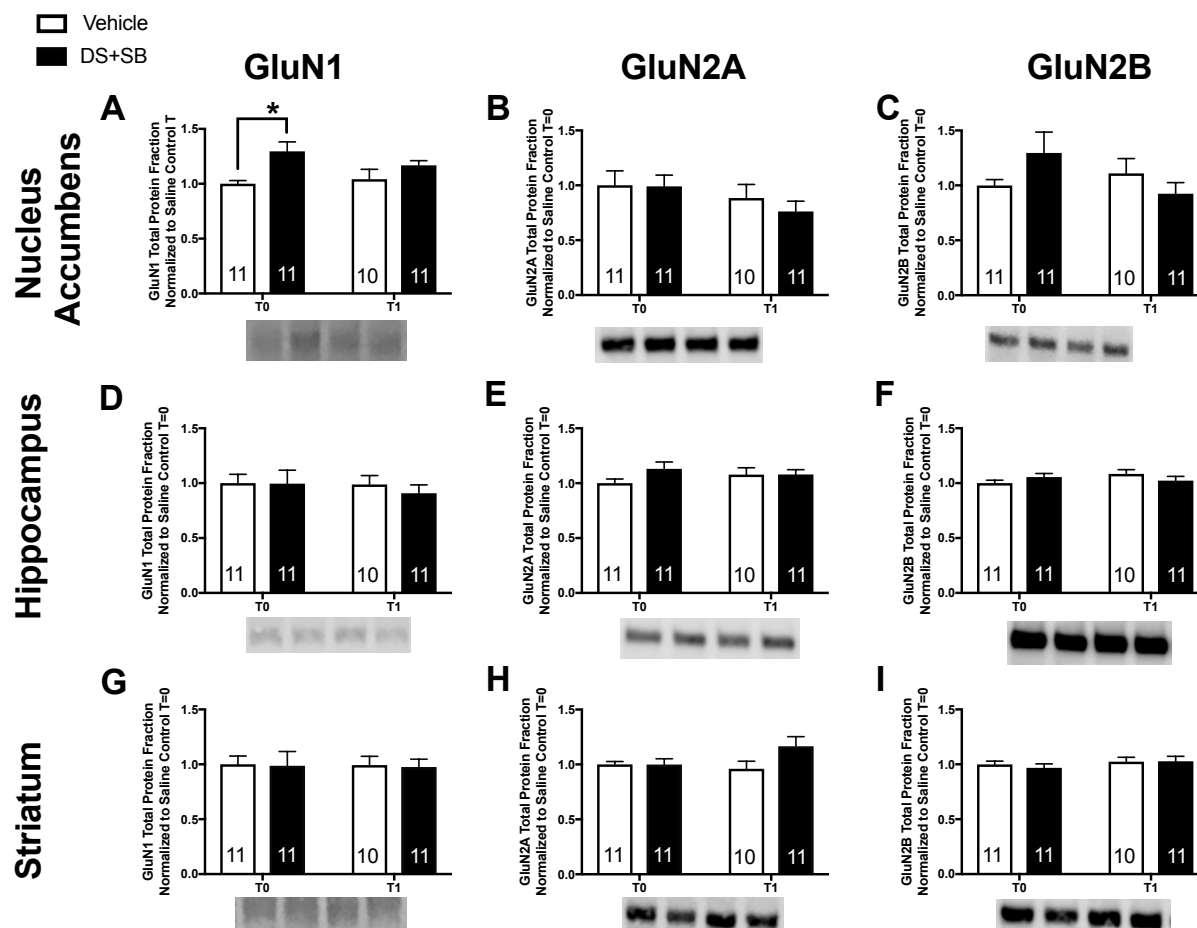 Vehicle
DS+SB
GluN1
GluN2A
GluN2B
Nucleus
Accumbens
A
*
GluN1 Total Protein Fraction
Normalized to Saline Control T
1.5
1.0
0.5
0.0
11
11
10
11
T0
T1
B
GluN2A Total Protein Fraction
Normalized to Saline Control T=0
1.5
1.0
0.5
0.0
11
11
10
11
T0
T1
C
GluN2B Total Protein Fraction
Normalized to Saline Control T=0
1.5
1.0
0.5
0.0
11
11
10
11
T0
T1
Hippocampus
D
GluN1 Total Protein Fraction
Normalized to Saline Control T=0
1.5
1.0
0.5
0.0
11
11
10
11
T0
T1
E
GluN2A Total Protein Fraction
Normalized to Saline Control T=0
1.5
1.0
0.5
0.0
11
11
10
11
T0
T1
F
GluN2B Total Protein Fraction
Normalized to Saline Control T=0
1.5
1.0
0.5
0.0
11
11
10
11
T0
T1
Striatum
G
GluN1 Total Protein Fraction
Normalized to Saline Control T=0
1.5
1.0
0.5
0.0
11
11
10
11
T0
T1
H
GluN2A Total Protein Fraction
Normalized to Saline Control T=0
1.5
1.0
0.5
0.0
11
11
10
11
T0
T1
I
GluN2B Total Protein Fraction
Normalized to Saline Control T=0
1.5
1.0
0.5
0.0
11
11
10
11
T0
T1